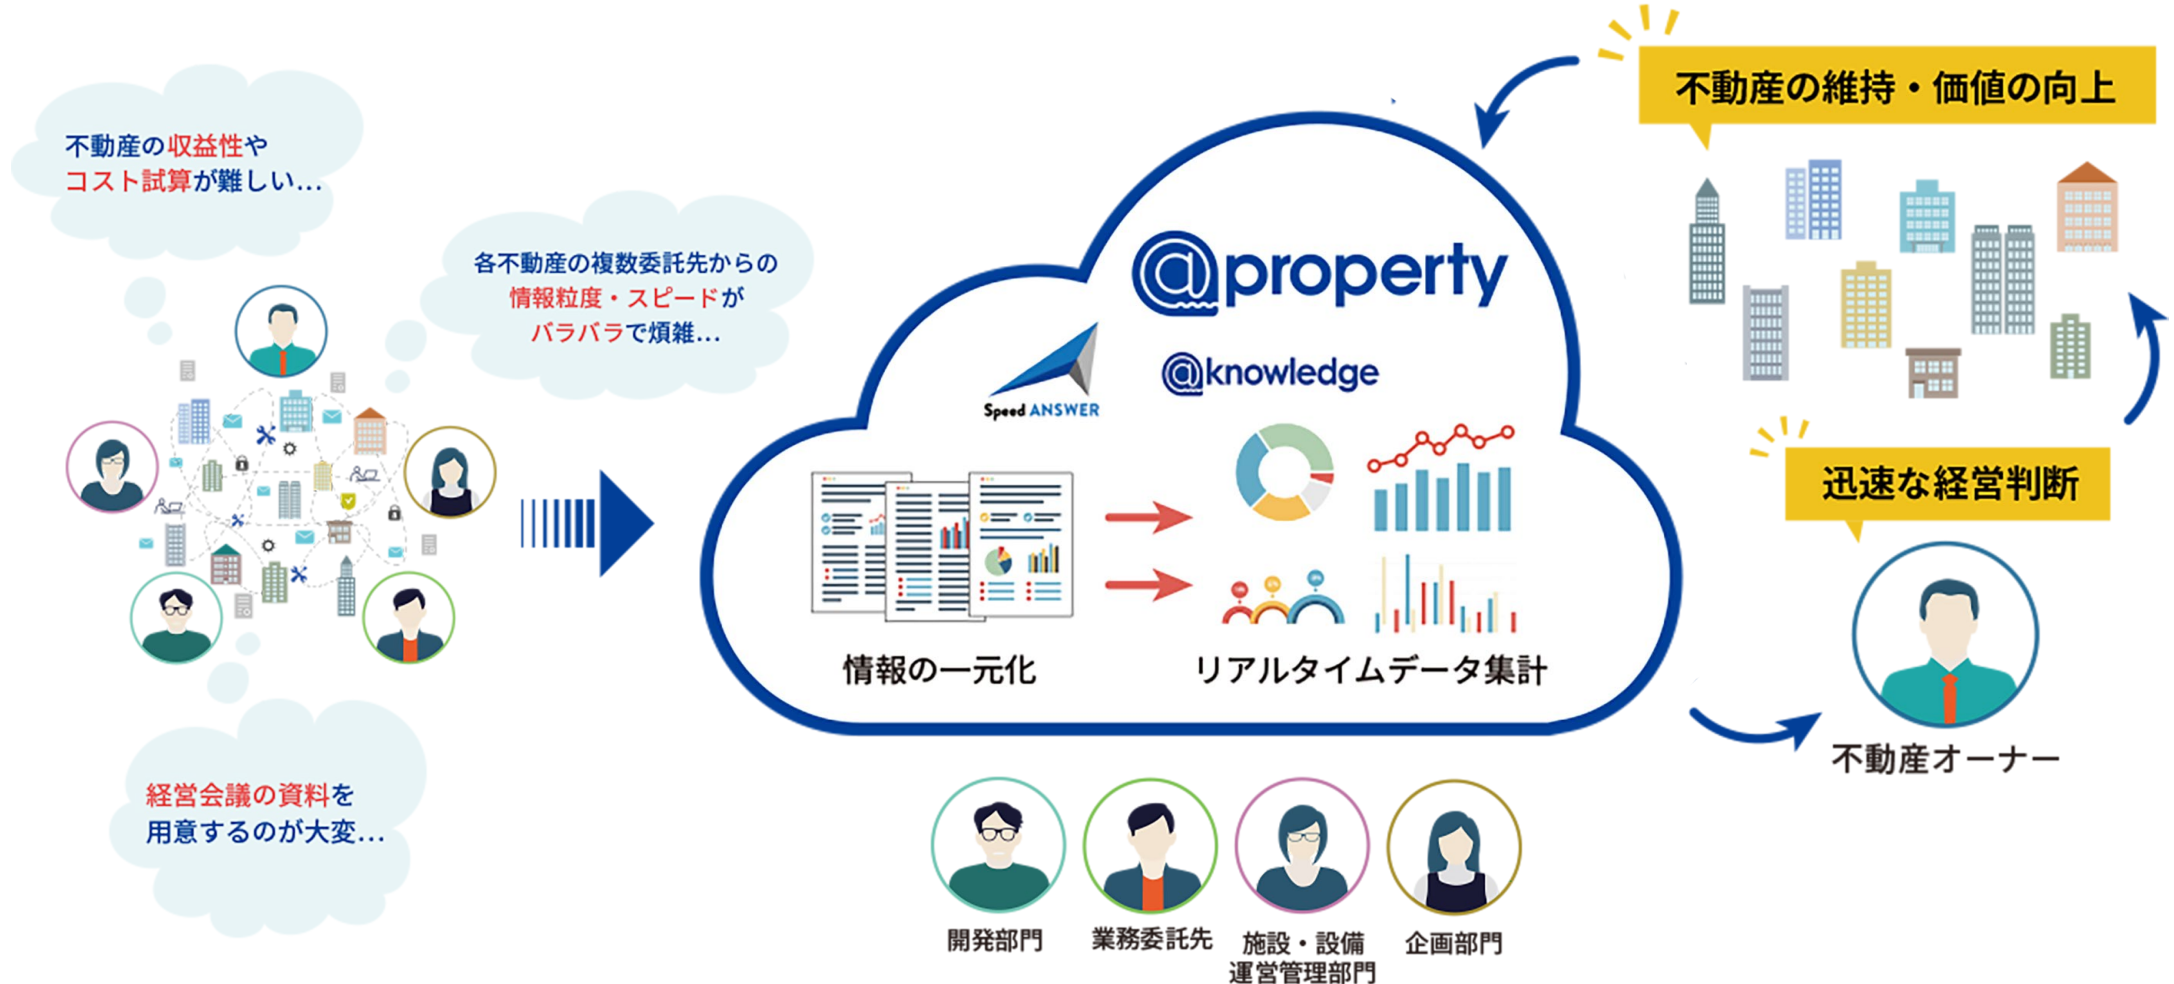 不動産の収益性や
コスト試算が難しい...
各不動産の複数委託先からの
情報粒度・スピードが
バラバラで煩雑...
経営会議の資料を
用意するのが大変...
@property
Speed ANSWER
@knowledge
情報の一元化
リアルタイムデータ集計
開発部門
業務委託先
施設・設備
運営管理部門
企画部門
不動産の維持・価値の向上
迅速な経営判断
不動産オーナー